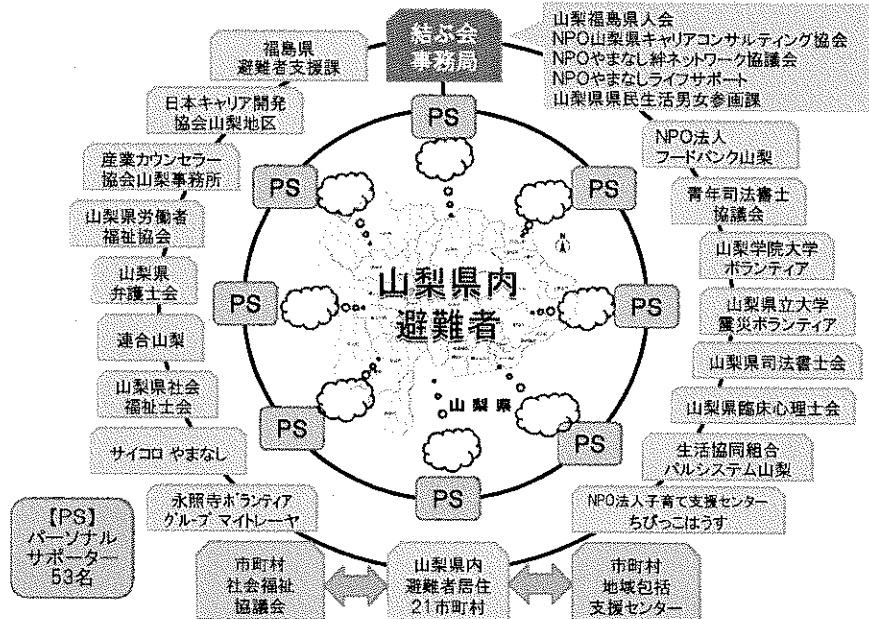 結ぶ会
事務局
山梨福島県人会
NPO山梨県キャリアコンサルティング協会
NPOやまなし絆ネットワーク協議会
NPOやまなしライフサポート
山梨県県民生活男女参画課
福島県
避難者支援課
日本キャリア開発
協会山梨地区
産業カウンセラー
協会山梨事務所
山梨県労働者
福祉協会
山梨県
弁護士会
連合山梨
山梨県社会
福祉士会
サイコロ やまなし
永照寺ボランティア
グループ マイトレーヤ
NPO法人
フードバンク山梨
青年司法書士
協議会
山梨学院大学
ボランティア
山梨県立大学
震災ボランティア
山梨県司法書士会
山梨県臨床心理士会
生活協同組合
パルシステム山梨
NPO法人子育て支援センター
ちびっこはうす
PS
PS
PS
PS
PS
PS
PS
PS
N
山梨県内
避難者
山梨県
【PS】
パーソナル
サポーター
53名
市町村
社会福祉
協議会
山梨県内
避難者居住
21市町村
市町村
地域包括
支援センター